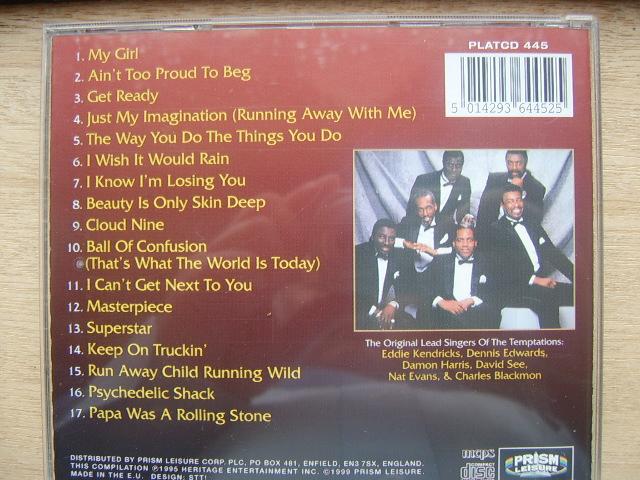 PLATCD 445
5 014293 644525
1. My Girl
2. Ain't Too Proud To Beg
3. Get Ready
4. Just My Imagination (Running Away With Me)
5. The Way You Do The Things You Do
6. I Wish It Would Rain
7. I Know I'm Losing You
8. Beauty Is Only Skin Deep
9. Cloud Nine
10. Ball Of Confusion
(That's What The World Is Today)
11. I Can't Get Next To You
12. Masterpiece
13. Superstar
14. Keep On Truckin'
15. Run Away Child Running Wild
16. Psychedelic Shack
17. Papa Was A Rolling Stone
The Original Lead Singers Of The Temptations:
Eddie Kendricks, Dennis Edwards,
Damon Harris, David See,
Nat Evans, & Charles Blackmon
DISTRIBUTED BY PRISM LEISURE CORP. PLC, PO BOX 481, ENFIELD, EN3 7SX, ENGLAND.
THIS COMPILATION ℗1995 HERITAGE ENTERTAINMENT INC. ©1999 PRISM LEISURE.
MADE IN THE E.U. DESIGN: STT!
mcps
COMPACT
disc
PRISM
LEISURE